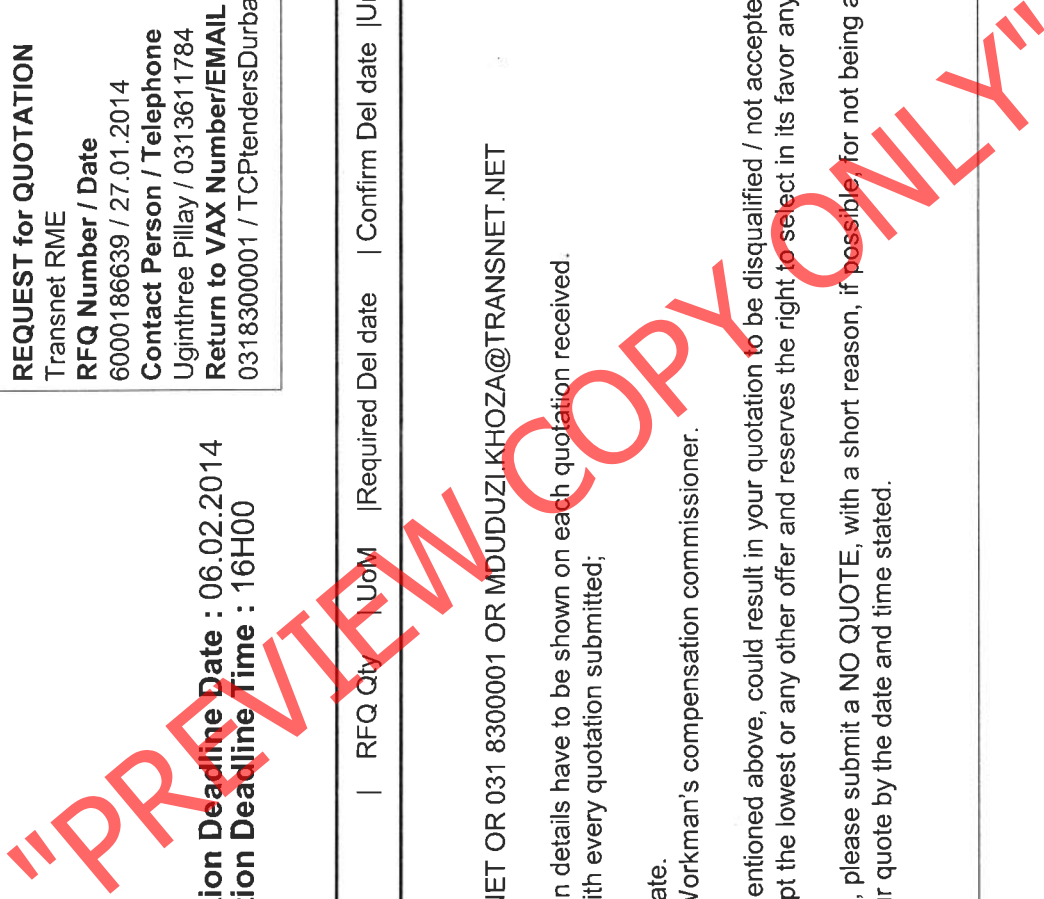 REQUEST for QUOTATION
Transnet RME
RFQ Number / Date
6000186639 / 27.01.2014
Contact Person / Telephone
Uginthree Pillay / 0313611784
Return to VAX Number/EMAIL
0318300001 / TCPtendersDurba
ion Deadline Date : 06.02.2014
ion Deadline Time : 16H00
| RFQ Qty | UoM |Required Del date | Confirm Del date |Un
NET OR 031 8300001 OR MDUDUZI.KHOZA@TRANSNET.NET
n details have to be shown on each quotation received.
ith every quotation submitted;
ate.
Workman's compensation commissioner.
entioned above, could result in your quotation to be disqualified / not accepte
pt the lowest or any other offer and reserves the right to select in its favor any
, please submit a NO QUOTE, with a short reason, if possible, for not being a
r quote by the date and time stated.
"PREVIEW COPY ONLY"